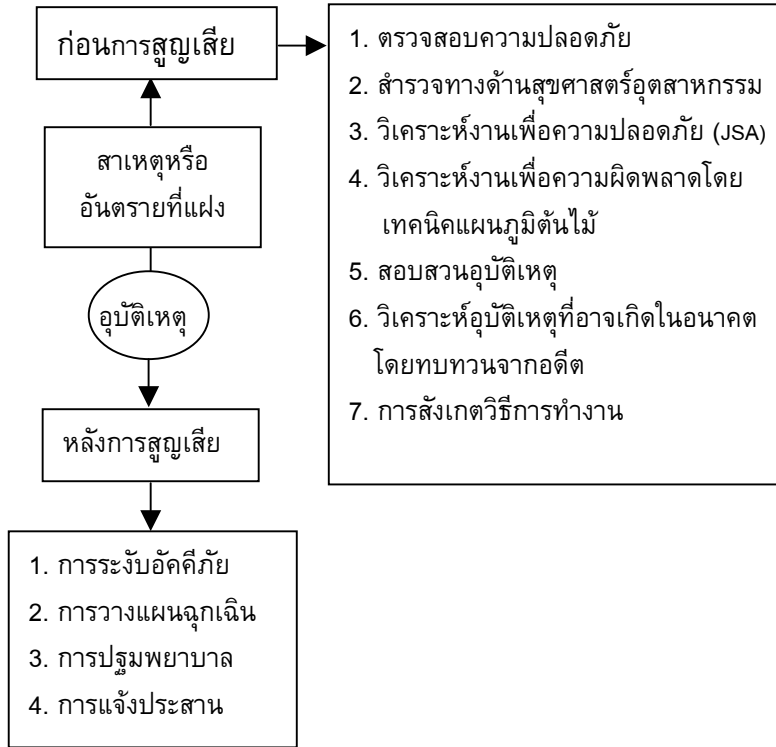 ก่อนการสูญเสีย
1. ตรวจสอบความปลอดภัย
2. สำรวจทางด้านสุขศาสตร์อุตสาหกรรม
3. วิเคราะห์งานเพื่อความปลอดภัย (JSA)
4. วิเคราะห์งานเพื่อความผิดพลาดโดย
เทคนิคแผนภูมิต้นไม้
5. สอบสวนอุบัติเหตุ
6. วิเคราะห์อุบัติเหตุที่อาจเกิดในอนาคต
โดยทบทวนจากอดีต
7. การสังเกตวิธีการทำงาน
สาเหตุหรือ
อันตรายที่แฝง
อุบัติเหตุ
หลังการสูญเสีย
1. การระงับอัคคีภัย
2. การวางแผนฉุกเฉิน
3. การปฐมพยาบาล
4. การแจ้งประสาน